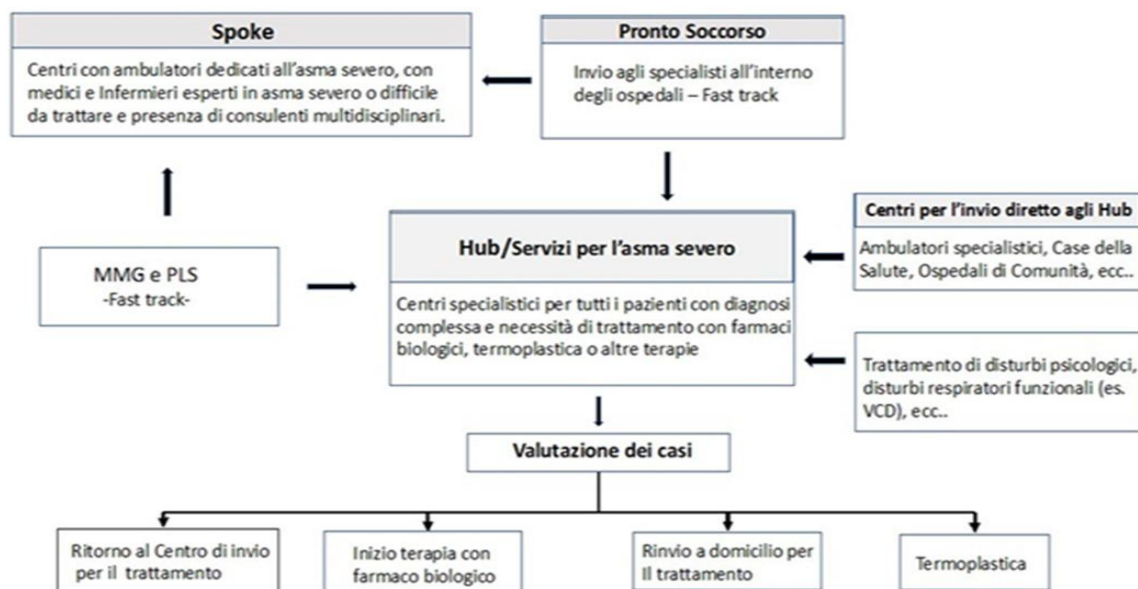 Spoke
Centri con ambulatori dedicati all'asma severo, con
medici e Infermieri esperti in asma severo o difficile
da trattare e presenza di consulenti multidisciplinari.
Pronto Soccorso
Invio agli specialisti all'interno
degli ospedali – Fast track
MMG e PLS
-Fast track-
Hub/Servizi per l'asma severo
Centri specialistici per tutti i pazienti con diagnosi
complessa e necessità di trattamento con farmaci
biologici, termoplastica o altre terapie
Centri per l'invio diretto agli Hub
Ambulatori specialistici, Case della
Salute, Ospedali di Comunità, ecc..
Trattamento di disturbi psicologici,
disturbi respiratori funzionali (es.
VCD), ecc..
Valutazione dei casi
Ritorno al Centro di invio
per il trattamento
Inizio terapia con
farmaco biologico
Rinvio a domicilio per
Il trattamento
Termoplastica